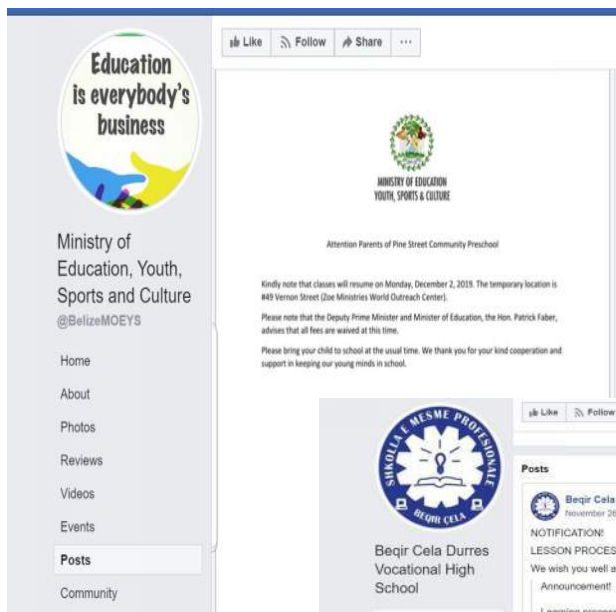 Education
is everybody's
business
Like Follow Share ...
Ministry of
Education, Youth,
Sports and Culture
@BelizeMOEYS
Home
About
Photos
Reviews
Videos
Events
Posts
Community
MINISTRY OF EDUCATION
YOUTH, SPORTS & CULTURE
Attention Parents of Pine Street Community Preschool
Kindly note that classes will resume on Monday, December 2, 2019. The temporary location is
#49 Vernon Street (Zoe Ministries World Outreach Center).
Please note that the Deputy Prime Minister and Minister of Education, the Hon. Patrick Faber,
advises that all fees are waived at this time.
Please bring your child to school at the usual time. We thank you for your kind cooperation and
support in keeping our young minds in school.
SHKOLLA E MESME PROFESIONALE
BEQIR CELA
Beqir Cela Durres
Vocational High
School
Like Follow
Posts
Beqir Cela
November 26
NOTIFICATION!
LESSON PROCES
We wish you well a
Announcement!